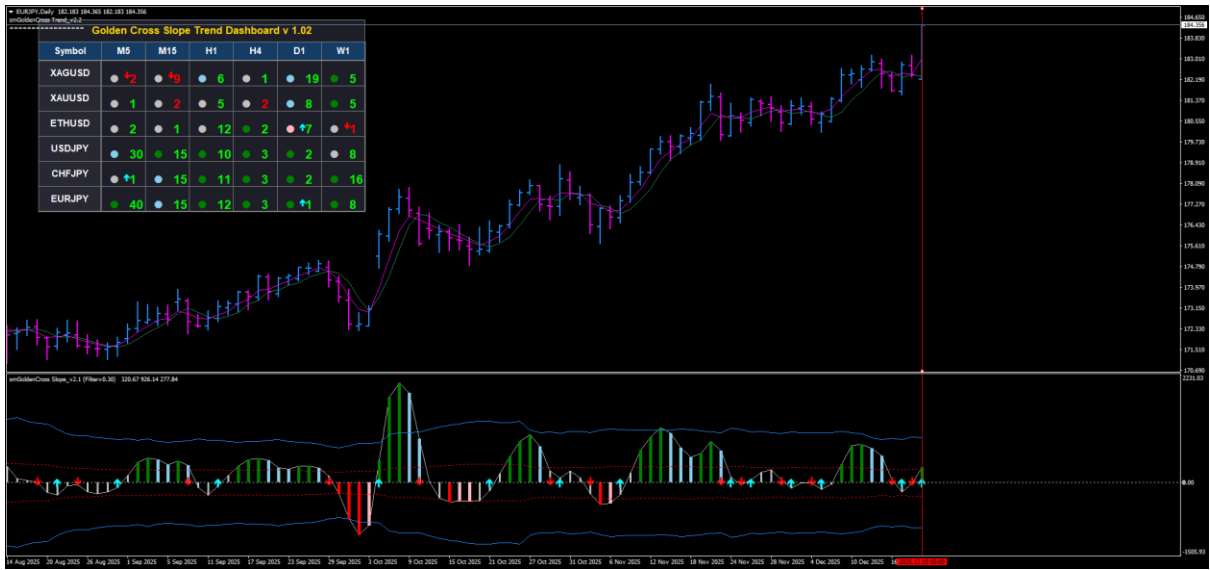 EURJPY,Daily 182.183 184.365 182.183 184.356
smGoldenCross Trend_v2.2
Golden Cross Slope Trend Dashboard v 1.02
Symbol M5 M15 H1 H4 D1 W1
XAGUSD 2 9 6 1 19 5
XAUUSD 1 2 5 2 8 5
ETHUSD 2 1 12 2 7 1
USDJPY 30 15 10 3 2 8
CHFJPY 1 15 11 3 2 16
EURJPY 40 15 12 3 1 8
184.650
184.356
183.830
183.010
182.190
181.370
180.550
179.730
178.910
178.090
177.270
176.430
175.610
174.790
173.970
173.150
172.330
171.510
170.690
smGoldenCross Slope_v2.1 (Filter=0.30) 320.67 926.14 277.84
2231.03
0.00
-1505.93
14 Aug 2025 20 Aug 2025 26 Aug 2025 1 Sep 2025 5 Sep 2025 11 Sep 2025 17 Sep 2025 23 Sep 2025 29 Sep 2025 3 Oct 2025 9 Oct 2025 15 Oct 2025 21 Oct 2025 27 Oct 2025 31 Oct 2025 6 Nov 2025 12 Nov 2025 18 Nov 2025 24 Nov 2025 28 Nov 2025 4 Dec 2025 10 Dec 2025 16 2025.12.19 00:00